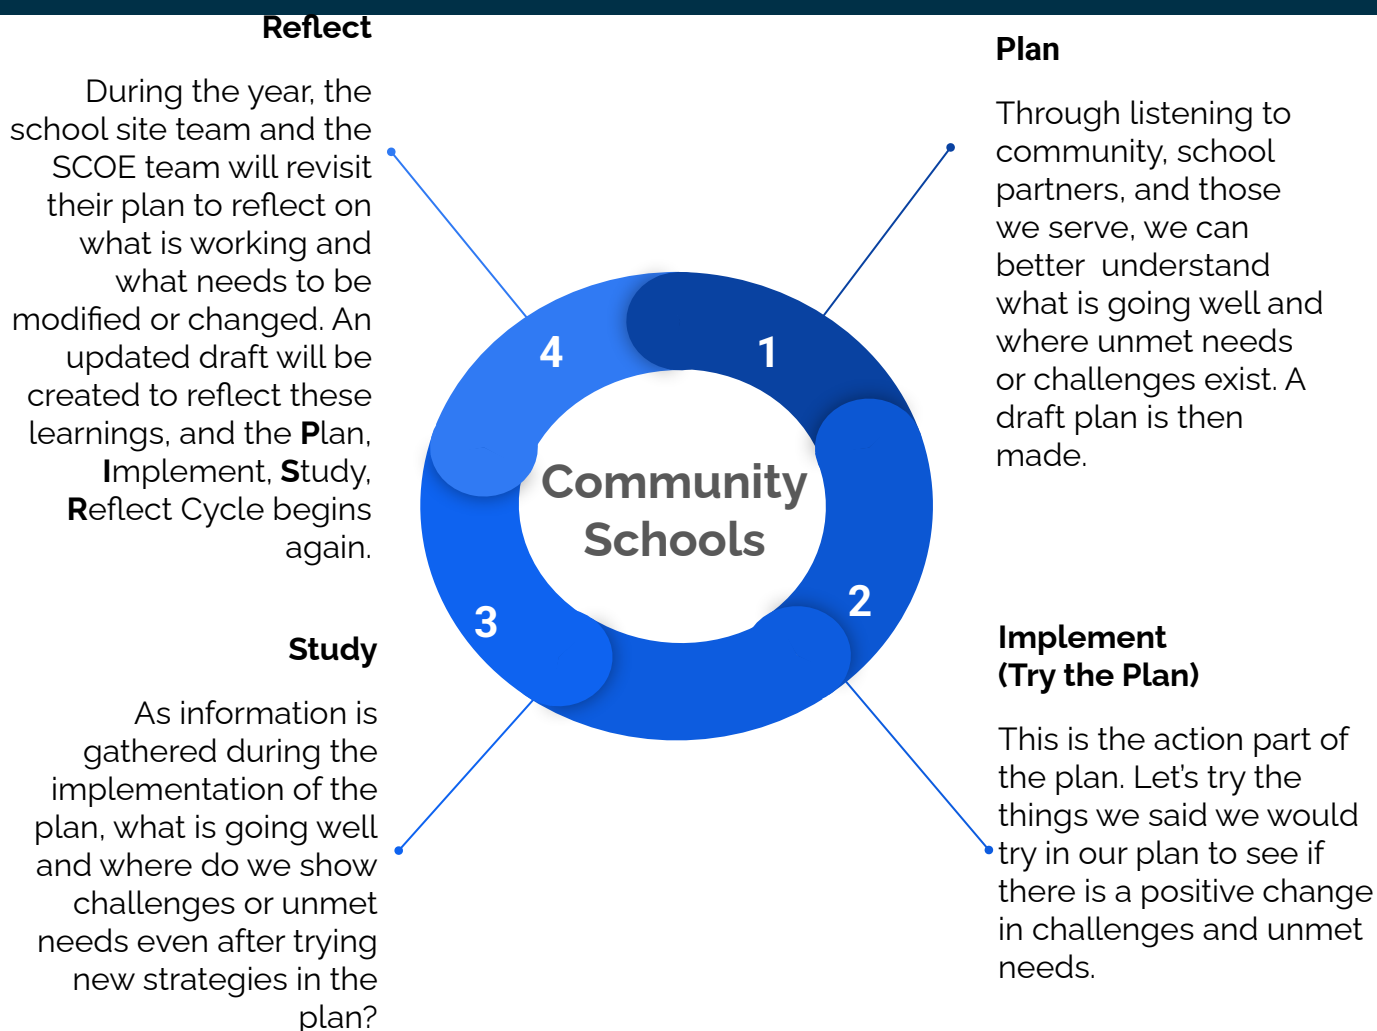 Reflect
During the year, the
school site team and the
SCOE team will revisit
their plan to reflect on
what is working and
what needs to be
modified or changed. An
updated draft will be
created to reflect these
learnings, and the Plan,
Implement, Study,
Reflect Cycle begins
again.
Plan
Through listening to
community, school
partners, and those
we serve, we can
better  understand
what is going well and
where unmet needs
or challenges exist. A
draft plan is then
made.
4
1
Community
Schools
3
2
Study
As information is
gathered during the
implementation of the
plan, what is going well
and where do we show
challenges or unmet
needs even after trying
new strategies in the
plan?
Implement
(Try the Plan)
This is the action part of
the plan. Let’s try the
things we said we would
try in our plan to see if
there is a positive change
in challenges and unmet
needs.